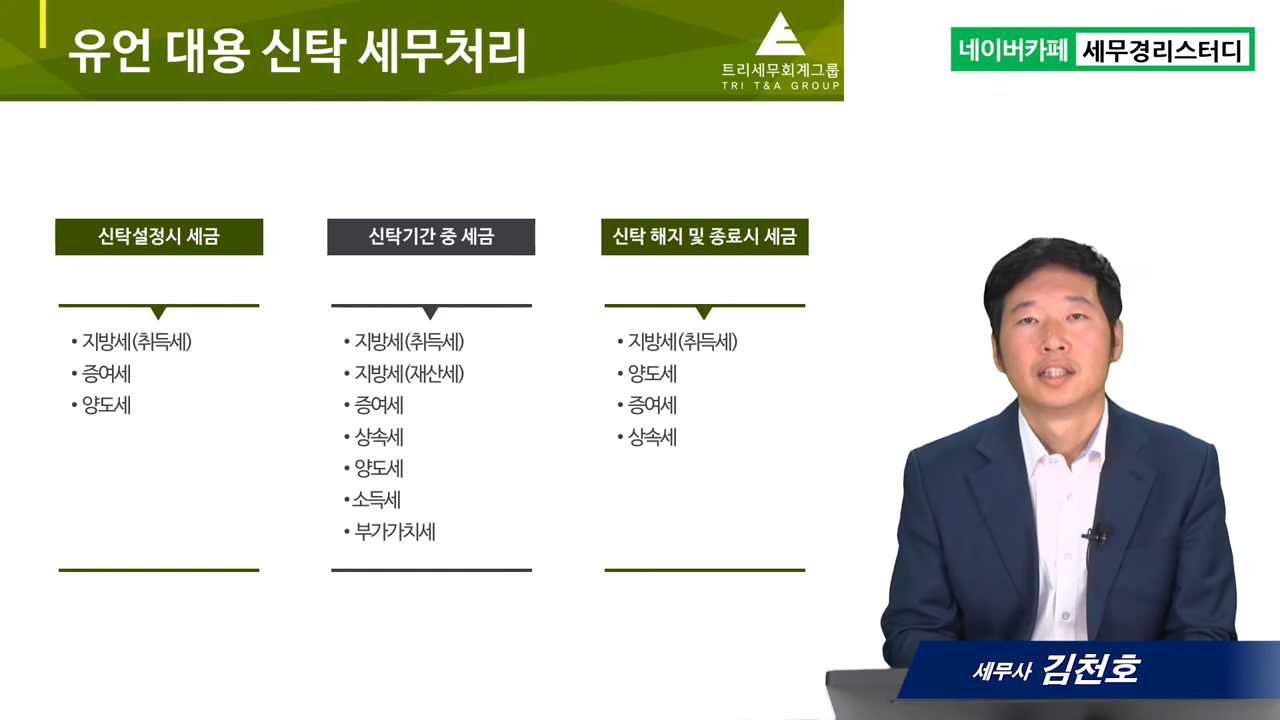 유언 대용 신탁 세무처리
트리세무회계그룹
TRI T&A GROUP
네이버카페 세무경리스터디
신탁설정시 세금
• 지방세(취득세)
• 증여세
• 양도세
신탁기간 중 세금
• 지방세(취득세)
• 지방세(재산세)
• 증여세
• 상속세
• 양도세
• 소득세
• 부가가치세
신탁 해지 및 종료시 세금
• 지방세(취득세)
• 양도세
• 증여세
• 상속세
세무사 김천호